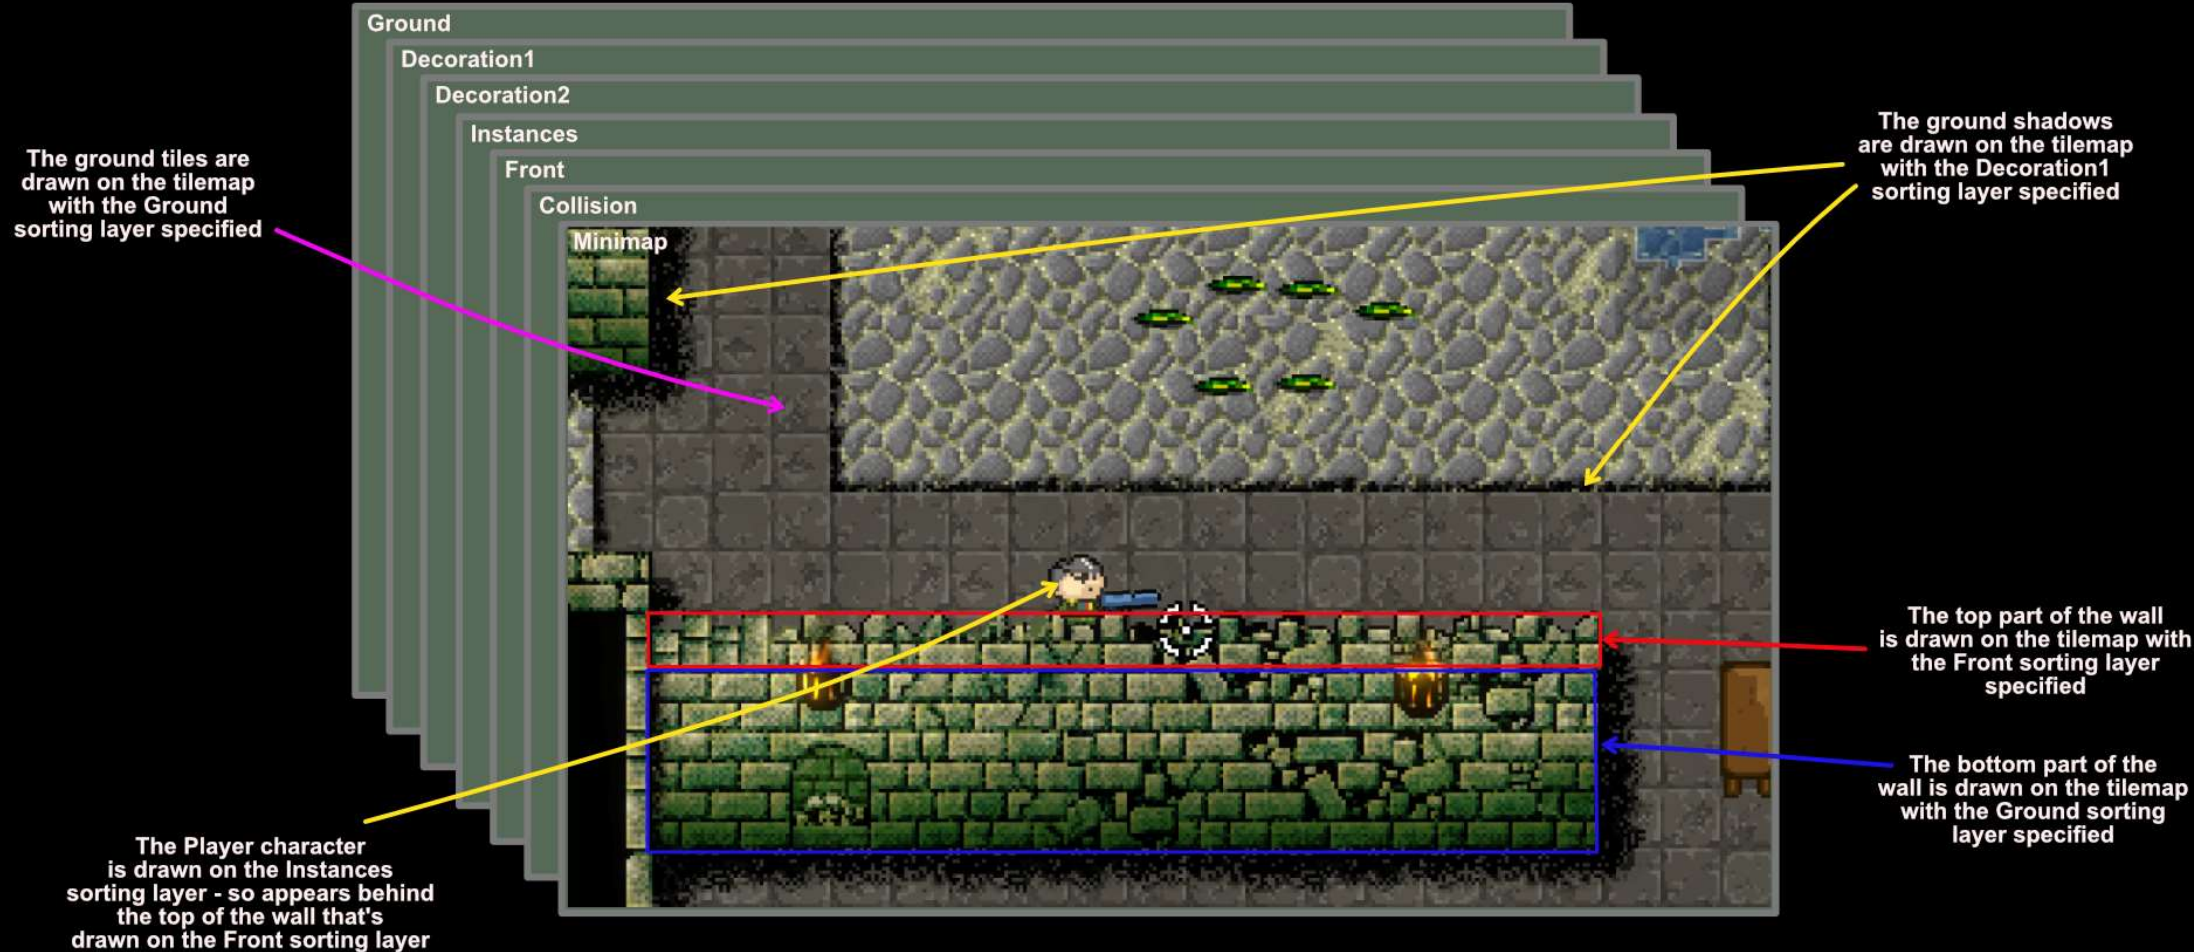 Ground
Decoration1
Decoration2
Instances
Front
Collision
Minimap
The ground tiles are
drawn on the tilemap
with the Ground
sorting layer specified
The ground shadows
are drawn on the tilemap
with the Decoration1
sorting layer specified
The top part of the wall
is drawn on the tilemap with
the Front sorting layer
specified
The bottom part of the
wall is drawn on the tilemap
with the Ground sorting
layer specified
The Player character
is drawn on the Instances
sorting layer - so appears behind
the top of the wall that's
drawn on the Front sorting layer